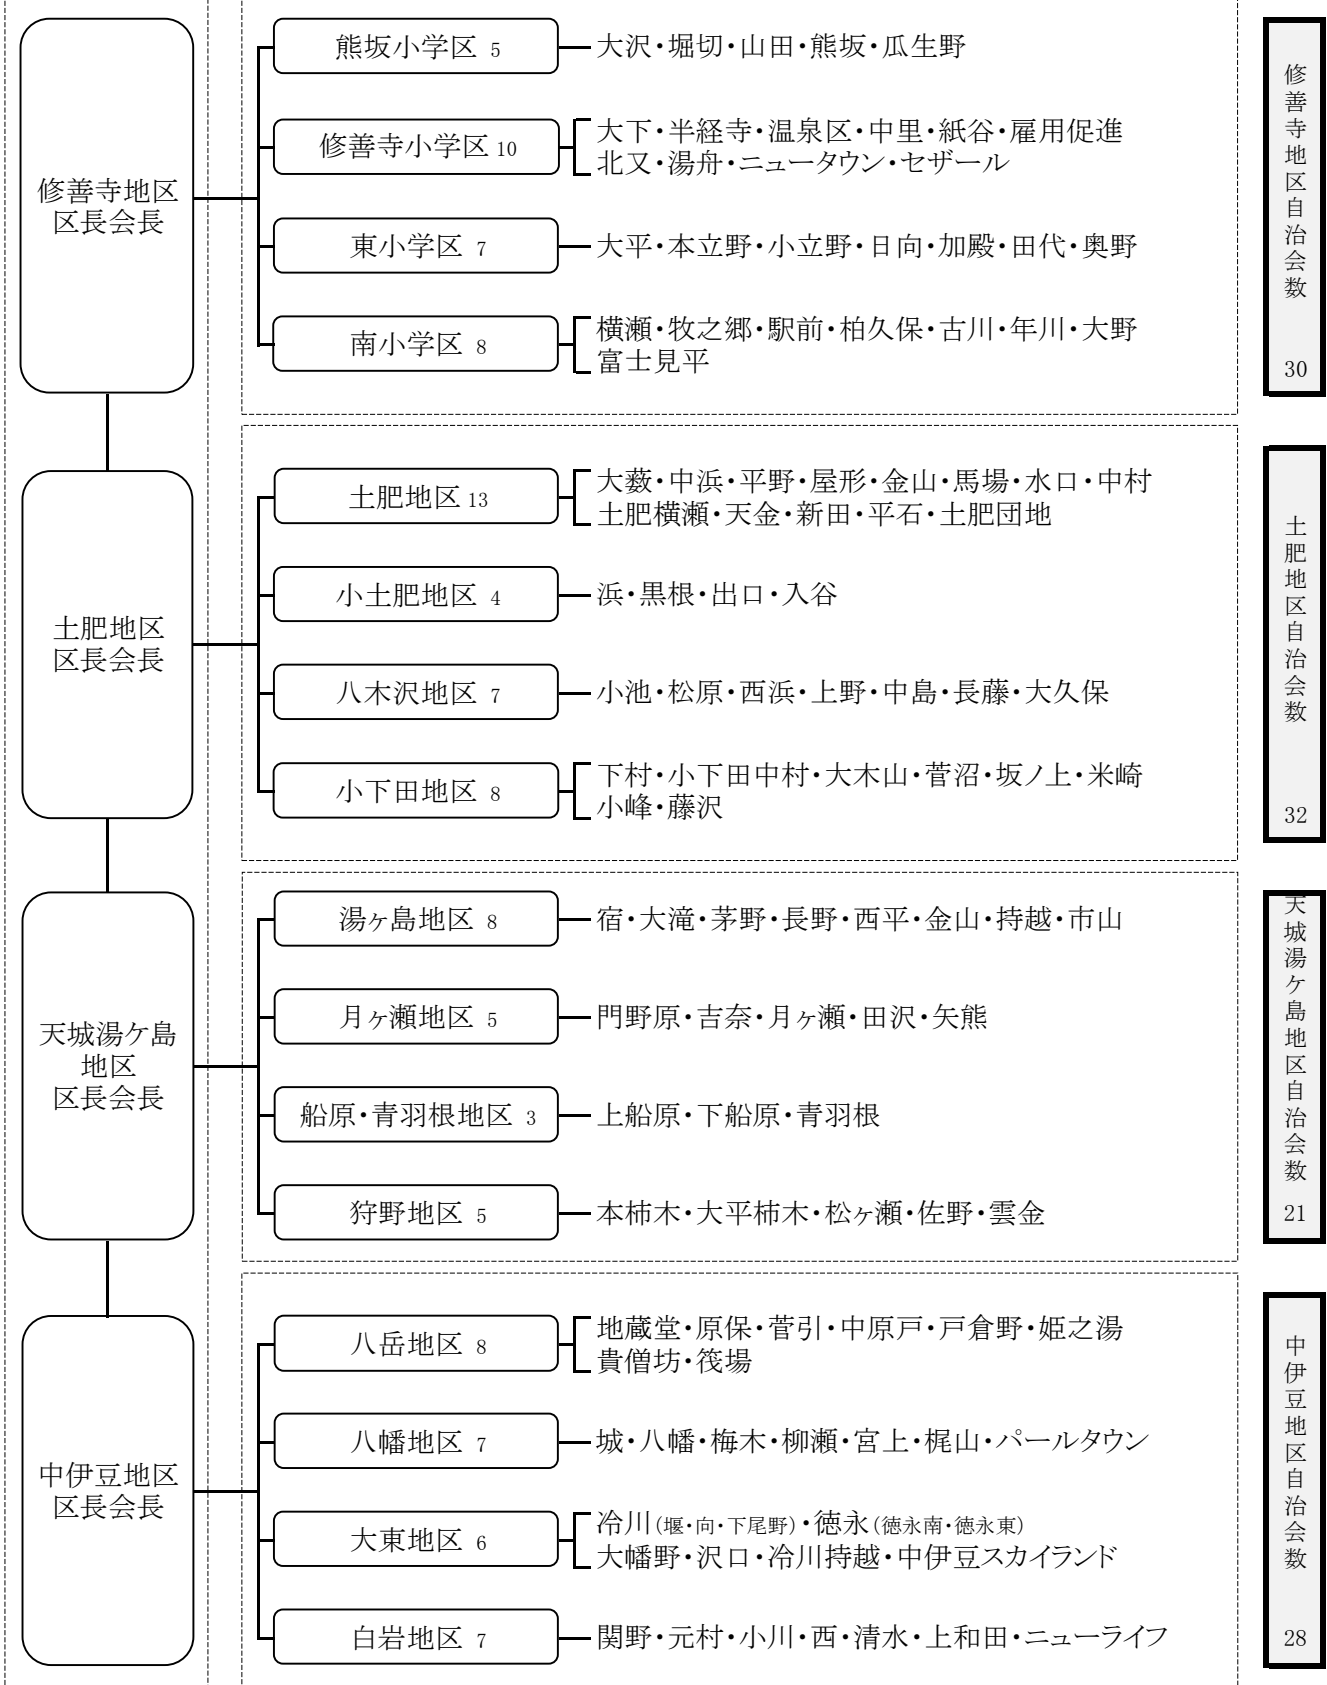 修善寺地区
区長会長
熊坂小学区 5
大沢・堀切・山田・熊坂・瓜生野
修善寺小学区 10
大下・半経寺・温泉区・中里・紙谷・雇用促進
北又・湯舟・ニュータウン・セザール
東小学区 7
大平・本立野・小立野・日向・加殿・田代・奥野
南小学区 8
横瀬・牧之郷・駅前・柏久保・古川・年川・大野
富士見平
修善寺地区自治会数
30
土肥地区
区長会長
土肥地区 13
大薮・中浜・平野・屋形・金山・馬場・水口・中村
土肥横瀬・天金・新田・平石・土肥団地
小土肥地区 4
浜・黒根・出口・入谷
八木沢地区 7
小池・松原・西浜・上野・中島・長藤・大久保
小下田地区 8
下村・小下田中村・大木山・菅沼・坂ノ上・米崎
小峰・藤沢
土肥地区自治会数
32
天城湯ケ島
地区
区長会長
湯ヶ島地区 8
宿・大滝・茅野・長野・西平・金山・持越・市山
月ヶ瀬地区 5
門野原・吉奈・月ヶ瀬・田沢・矢熊
船原・青羽根地区 3
上船原・下船原・青羽根
狩野地区 5
本柿木・大平柿木・松ヶ瀬・佐野・雲金
天城湯ケ島地区自治会数
21
中伊豆地区
区長会長
八岳地区 8
地蔵堂・原保・菅引・中原戸・戸倉野・姫之湯
貴僧坊・筏場
八幡地区 7
城・八幡・梅木・柳瀬・宮上・梶山・パールタウン
大東地区 6
冷川(堰・向・下尾野)・徳永(徳永南・徳永東)
大幡野・沢口・冷川持越・中伊豆スカイランド
白岩地区 7
関野・元村・小川・西・清水・上和田・ニューライフ
中伊豆地区自治会数
28